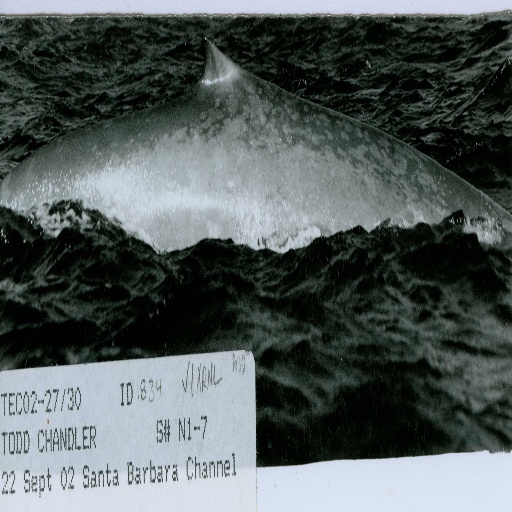 TEC02-27/30 ID 834
TODD CHANDLER S# N1-7
22 Sept 02 Santa Barbara Channel